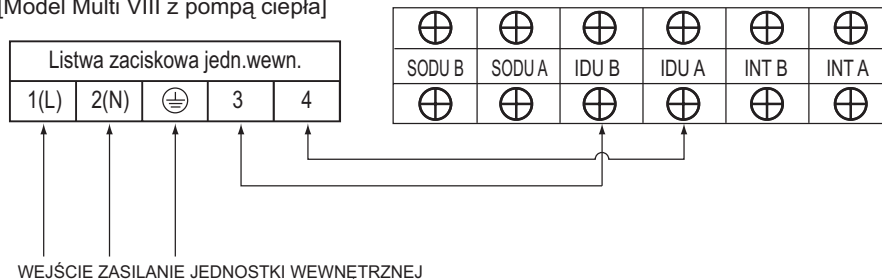 [Model Multi VIII z pompą ciepła]
Listwa zaciskowa jedn.wewn.
1(L) 2(N) 3 4
SODU B SODU A IDU B IDU A INT B INT A
WEJŚCIE ZASILANIE JEDNOSTKI WEWNĘTRZNEJ